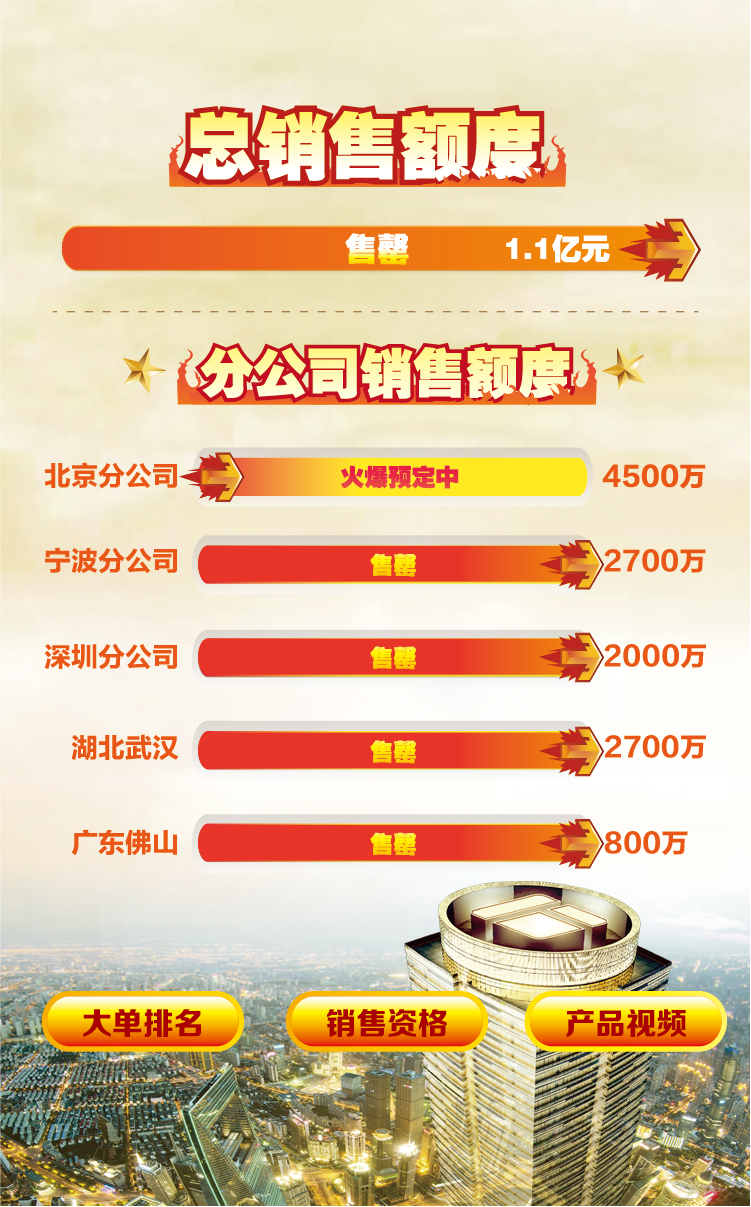 总销售额度
售罄 1.1亿元
分公司销售额度
北京分公司 火爆预定中 4500万
宁波分公司 售罄 2700万
深圳分公司 售罄 2000万
湖北武汉 售罄 2700万
广东佛山 售罄 800万
大单排名 销售资格 产品视频